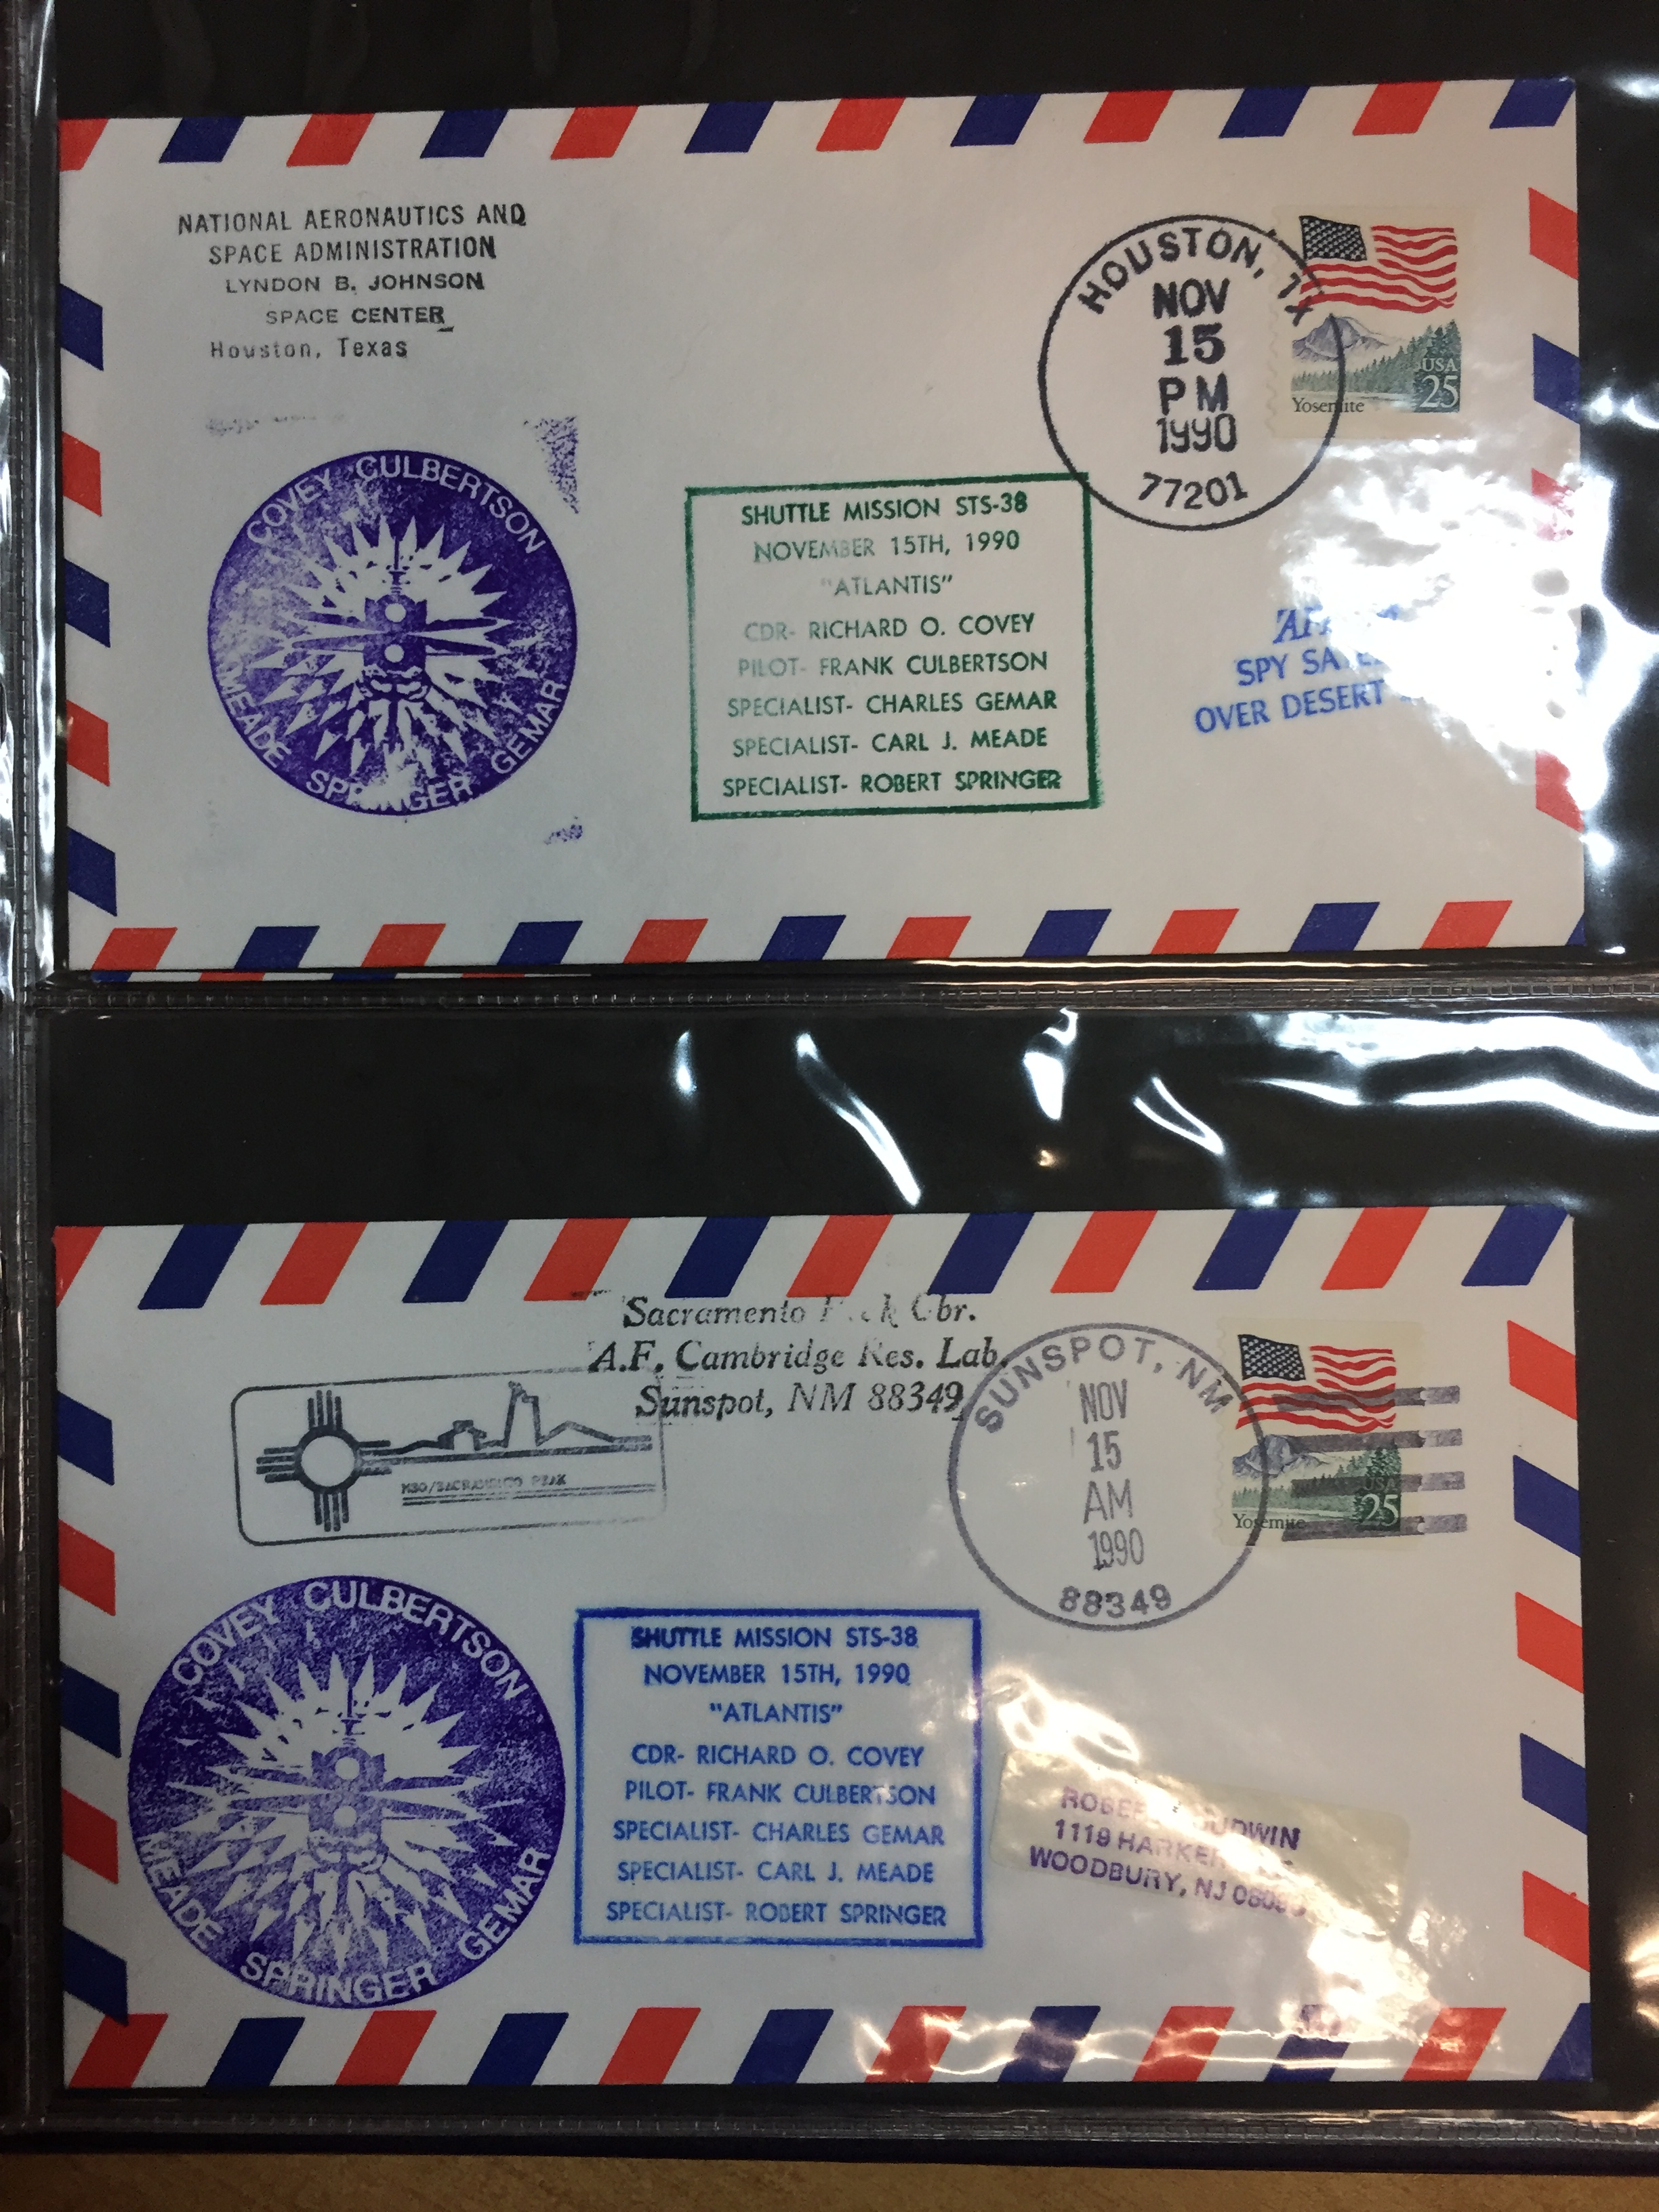 NATIONAL AERONAUTICS AND
SPACE ADMINISTRATION
LYNDON B. JOHNSON
SPACE CENTER
Houston, Texas
HOUSTON, TX
NOV
15
PM
1990
77201
USA
25
Yosemite
COVEY CULBERTSON
MEADE SPRINGER GEMAR
SHUTTLE MISSION STS-38
NOVEMBER 15TH, 1990
"ATLANTIS"
CDR- RICHARD O. COVEY
PILOT- FRANK CULBERTSON
SPECIALIST- CHARLES GEMAR
SPECIALIST- CARL J. MEADE
SPECIALIST- ROBERT SPRINGER
SPY
OVER DESERT
Sacramento Obr.
A.F. Cambridge Res. Lab.
Sunspot, NM 88349
SACRAMENTO PEAK
SUNSPOT, NM
NOV
15
AM
1990
88349
USA
25
Yosemite
COVEY CULBERTSON
MEADE SPRINGER GEMAR
SHUTTLE MISSION STS-38
NOVEMBER 15TH, 1990
"ATLANTIS"
CDR- RICHARD O. COVEY
PILOT- FRANK CULBERTSON
SPECIALIST- CHARLES GEMAR
SPECIALIST- CARL J. MEADE
SPECIALIST- ROBERT SPRINGER
1119
WOODBURY, NJ